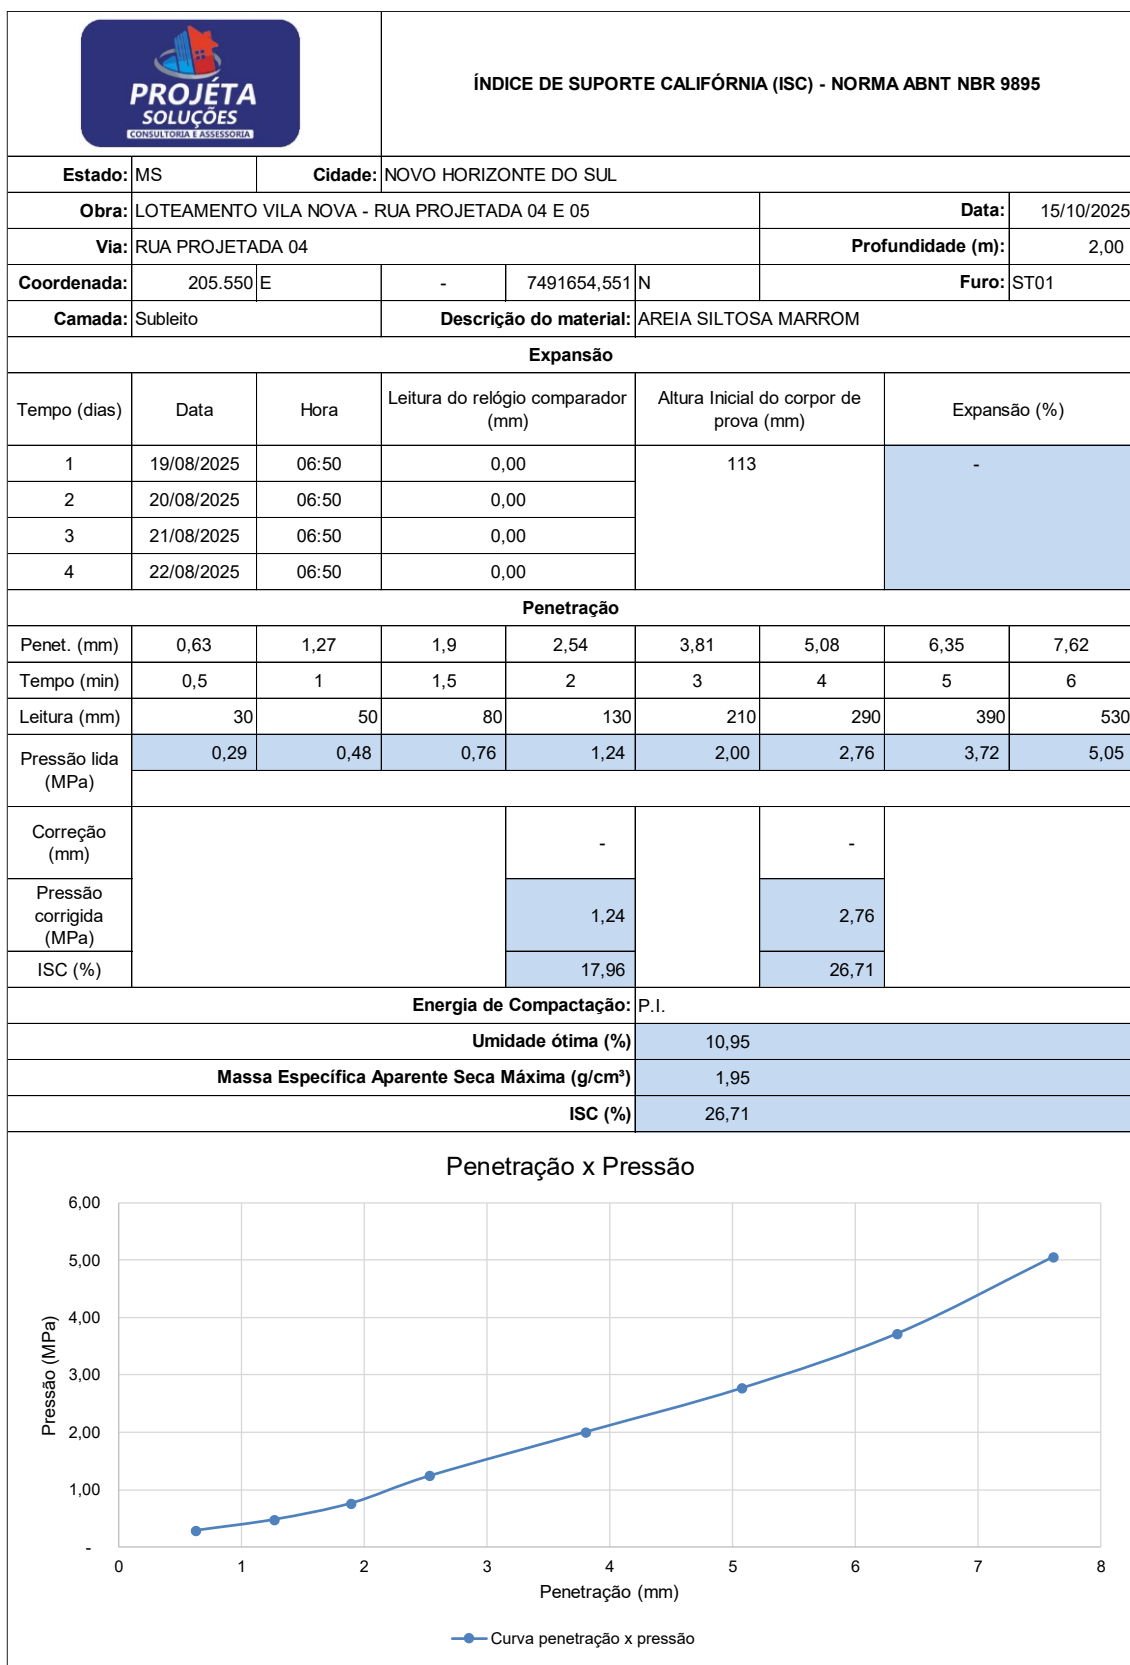 PROJÉTA
SOLUÇÕES
CONSULTORIA E ASSESSORIA
ÍNDICE DE SUPORTE CALIFÓRNIA (ISC) - NORMA ABNT NBR 9895
Estado: MS Cidade: NOVO HORIZONTE DO SUL
Obra: LOTEAMENTO VILA NOVA - RUA PROJETADA 04 E 05 Data: 15/10/2025
Via: RUA PROJETADA 04 Profundidade (m): 2,00
Coordenada: 205.550 E - 7491654,551 N Furo: ST01
Camada: Subleito Descrição do material: AREIA SILTOSA MARROM
Expansão
Tempo (dias) Data Hora Leitura do relógio comparador (mm) Altura Inicial do corpor de prova (mm) Expansão (%)
1 19/08/2025 06:50 0,00 113 -
2 20/08/2025 06:50 0,00
3 21/08/2025 06:50 0,00
4 22/08/2025 06:50 0,00
Penetração
Penet. (mm) 0,63 1,27 1,9 2,54 3,81 5,08 6,35 7,62
Tempo (min) 0,5 1 1,5 2 3 4 5 6
Leitura (mm) 30 50 80 130 210 290 390 530
Pressão lida (MPa) 0,29 0,48 0,76 1,24 2,00 2,76 3,72 5,05
Correção (mm) - -
Pressão corrigida (MPa) 1,24 2,76
ISC (%) 17,96 26,71
Energia de Compactação: P.I.
Umidade ótima (%) 10,95
Massa Específica Aparente Seca Máxima (g/cm³) 1,95
ISC (%) 26,71
Penetração x Pressão
6,00
5,00
4,00
3,00
2,00
1,00
-
Pressão (MPa)
0 1 2 3 4 5 6 7 8
Penetração (mm)
Curva penetração x pressão